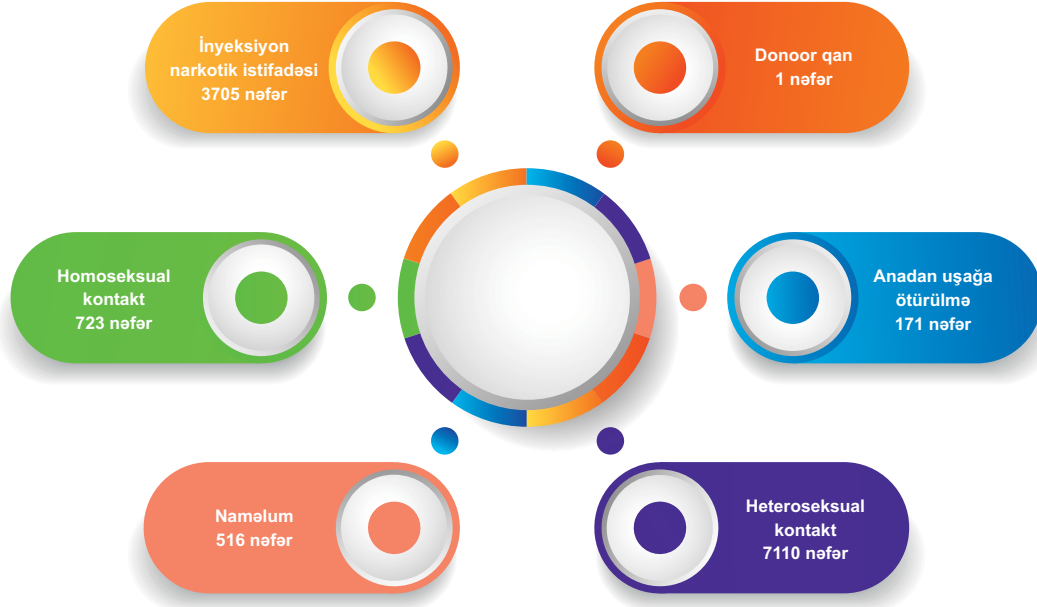 İnyeksiyon
narkotik istifadəsi
3705 nəfər
Donoor qan
1 nəfər
Homoseksual
kontakt
723 nəfər
Anadan uşağa
ötürülmə
171 nəfər
Naməlum
516 nəfər
Heteroseksual
kontakt
7110 nəfər